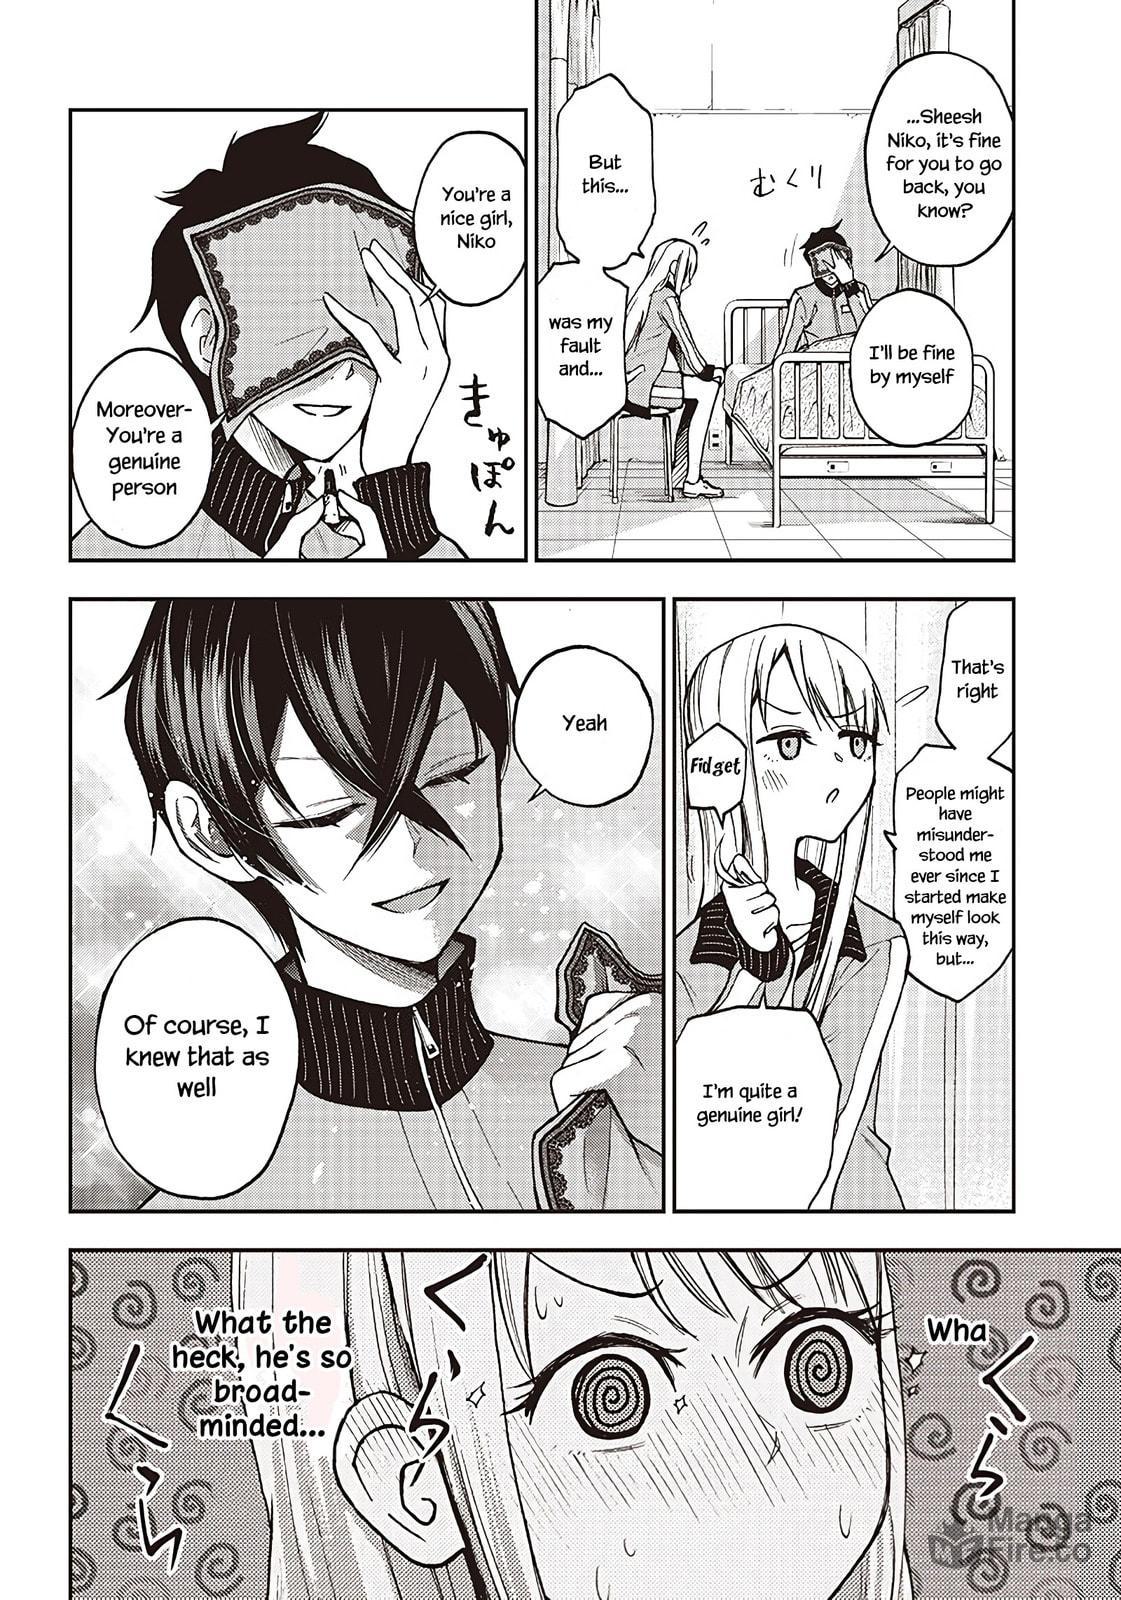 ...Sheesh
Niko, it's fine
for you to go
back, you
know?
むくり
I'll be fine
by myself
But
this...
was my
fault
and...
You're a
nice girl,
Niko
きゅぽん
Moreover-
You're a
genuine
person
That's
right
People might
have
misunder-
stood me
ever since I
started make
myself look
this way,
but...
Fidget
I'm quite a
genuine girl!
Yeah
Of course, I
knew that as
well
Wha
くらっ
くらっ
What the
heck, he's so
broad-
minded...
くらっ
Manga
Fire.co